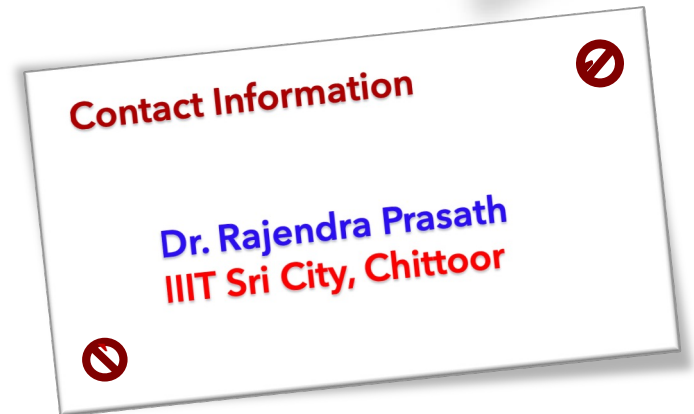 Contact Information
Dr. Rajendra Prasath
IIIT Sri City, Chittoor